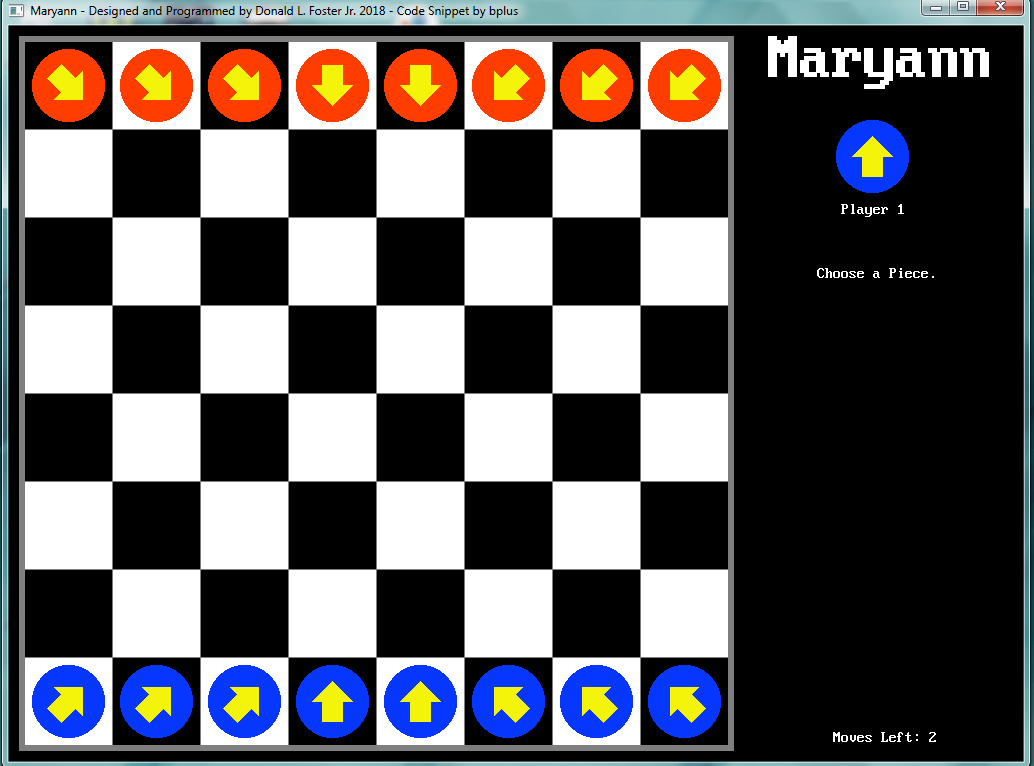 Maryann - Designed and Programmed by Donald L. Foster Jr. 2018 - Code Snippet by bplus
Maryann
Player 1
Choose a Piece.
Moves Left: 2